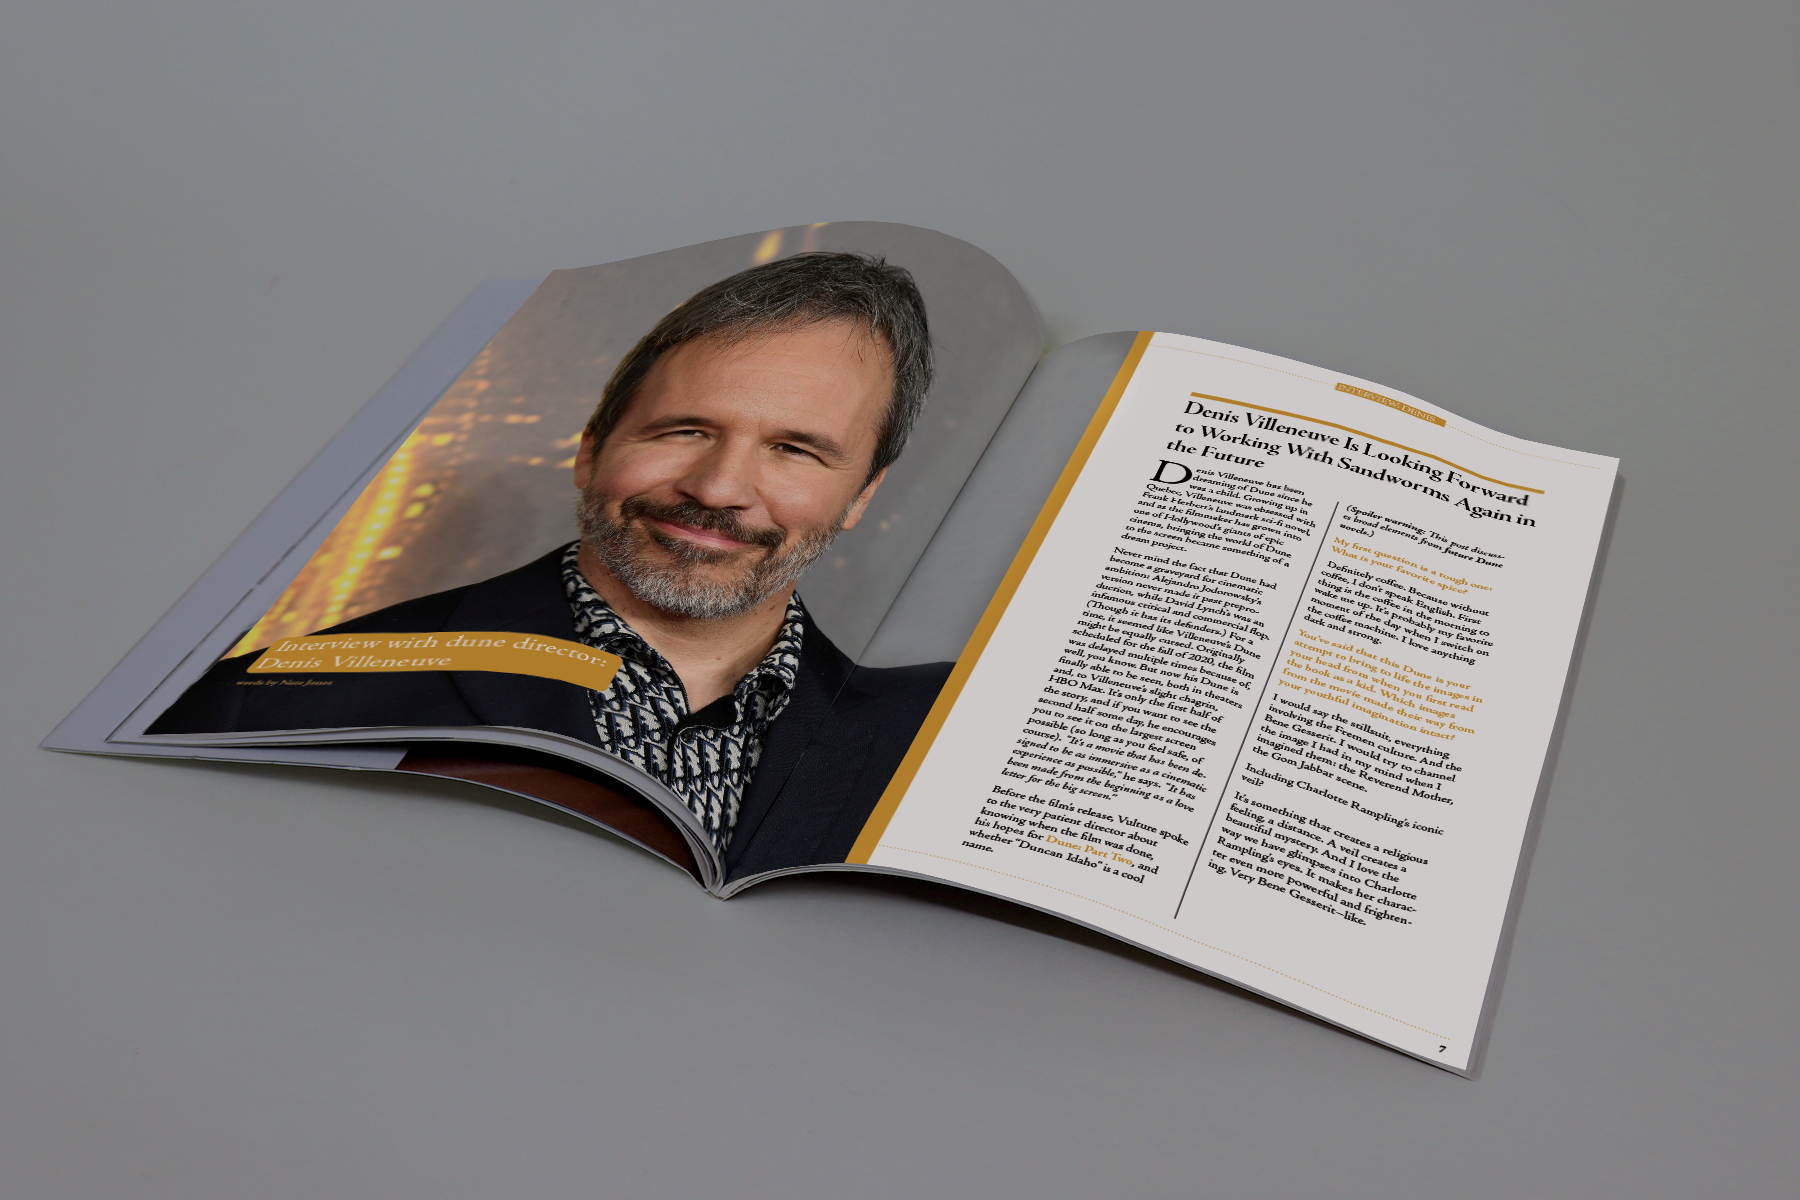 Interview with dune director:
Denis Villeneuve
words by Nate Jones
INTERVIEW: DENIS
Denis Villeneuve Is Looking Forward
to Working With Sandworms Again in
the Future
Denis Villeneuve has been
dreaming of Dune since he
was a child. Growing up in
Quebec, Villeneuve was obsessed with
Frank Herbert's landmark sci-fi novel,
and as the filmmaker has grown into
one of Hollywood's giants of epic
cinema, bringing the world of Dune
to the screen became something of a
dream project.
Never mind the fact that Dune had
become a graveyard for cinematic
ambition: Alejandro Jodorowsky's
version never made it past prepro-
duction, while David Lynch's was an
infamous critical and commercial flop.
(Though it has its defenders.) For a
time, it seemed like Villeneuve's Dune
might be equally cursed. Originally
scheduled for the fall of 2020, the film
was delayed multiple times because of,
well, you know. But now his Dune is
finally able to be seen, both in theaters
and, to Villeneuve's slight chagrin,
HBO Max. It's only the first half of
the story, and if you want to see the
second half some day, he encourages
you to see it on the largest screen
possible (so long as you feel safe, of
course). "It's a movie that has been de-
signed to be as immersive as a cinematic
experience as possible," he says. "It has
been made from the beginning as a love
letter for the big screen."
Before the film's release, Vulture spoke
to the very patient director about
knowing when the film was done,
his hopes for Dune: Part Two, and
whether "Duncan Idaho" is a cool
name.
(Spoiler warning: This post discuss-
es broad elements from future Dune
novels.)
My first question is a tough one:
What is your favorite spice?
Definitely coffee. Because without
coffee, I don't speak English. First
thing is the coffee in the morning to
wake me up. It's probably my favorite
moment of the day when I switch on
the coffee machine. I love anything
dark and strong.
You've said that this Dune is your
attempt to bring to life the images in
your head from when you first read
the book as a kid. Which images
from the movie made their way from
your youthful imagination intact?
I would say the stillsuit, everything
involving the Fremen culture. And the
Bene Gesserit. I would try to channel
the image I had in my mind when I
imagined them: the Reverend Mother,
the Gom Jabbar scene.
Including Charlotte Rampling's iconic
veil?
It's something that creates a religious
feeling, a distance. A veil creates a
beautiful mystery. And I love the
way we have glimpses into Charlotte
Rampling's eyes. It makes her charac-
ter even more powerful and frighten-
ing. Very Bene Gesserit–like.
7